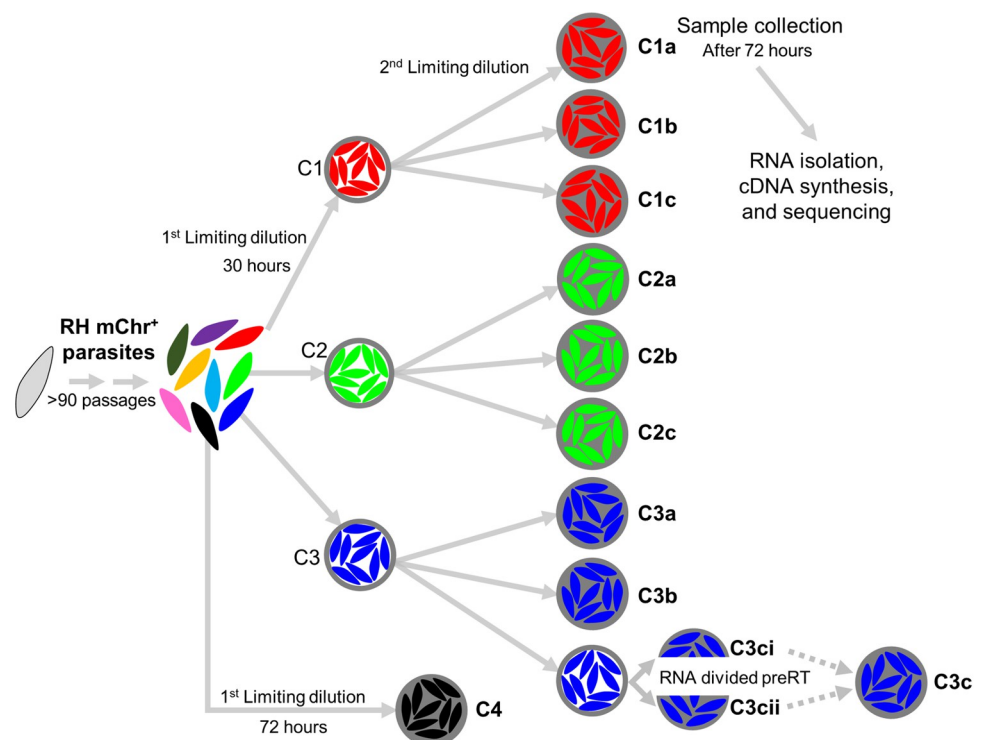 Sample collection
After 72 hours
RNA isolation,
cDNA synthesis,
and sequencing
2nd Limiting dilution
C1a
C1b
C1c
C1
1st Limiting dilution
30 hours
C2a
C2b
C2c
C2
RH mChr+
parasites
>90 passages
C3
C3a
C3b
C3ci
RNA divided preRT
C3cii
C3c
1st Limiting dilution
72 hours
C4